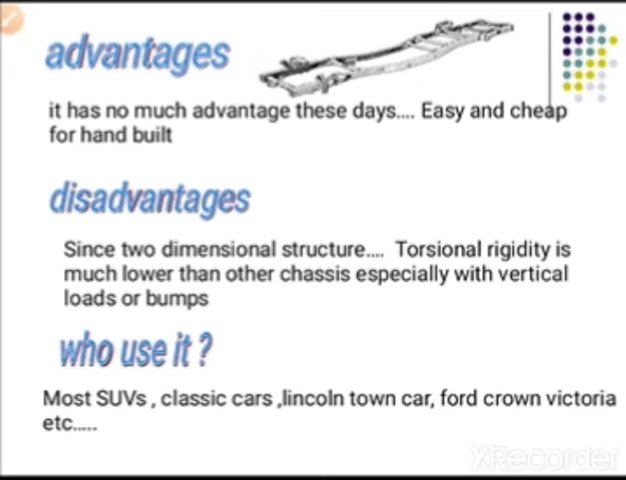 advantages
it has no much advantage these days.... Easy and cheap
for hand built
disadvantages
Since two dimensional structure.... Torsional rigidity is
much lower than other chassis especially with vertical
loads or bumps
who use it ?
Most SUVs , classic cars ,lincoln town car, ford crown victoria
etc.....
XRecorder